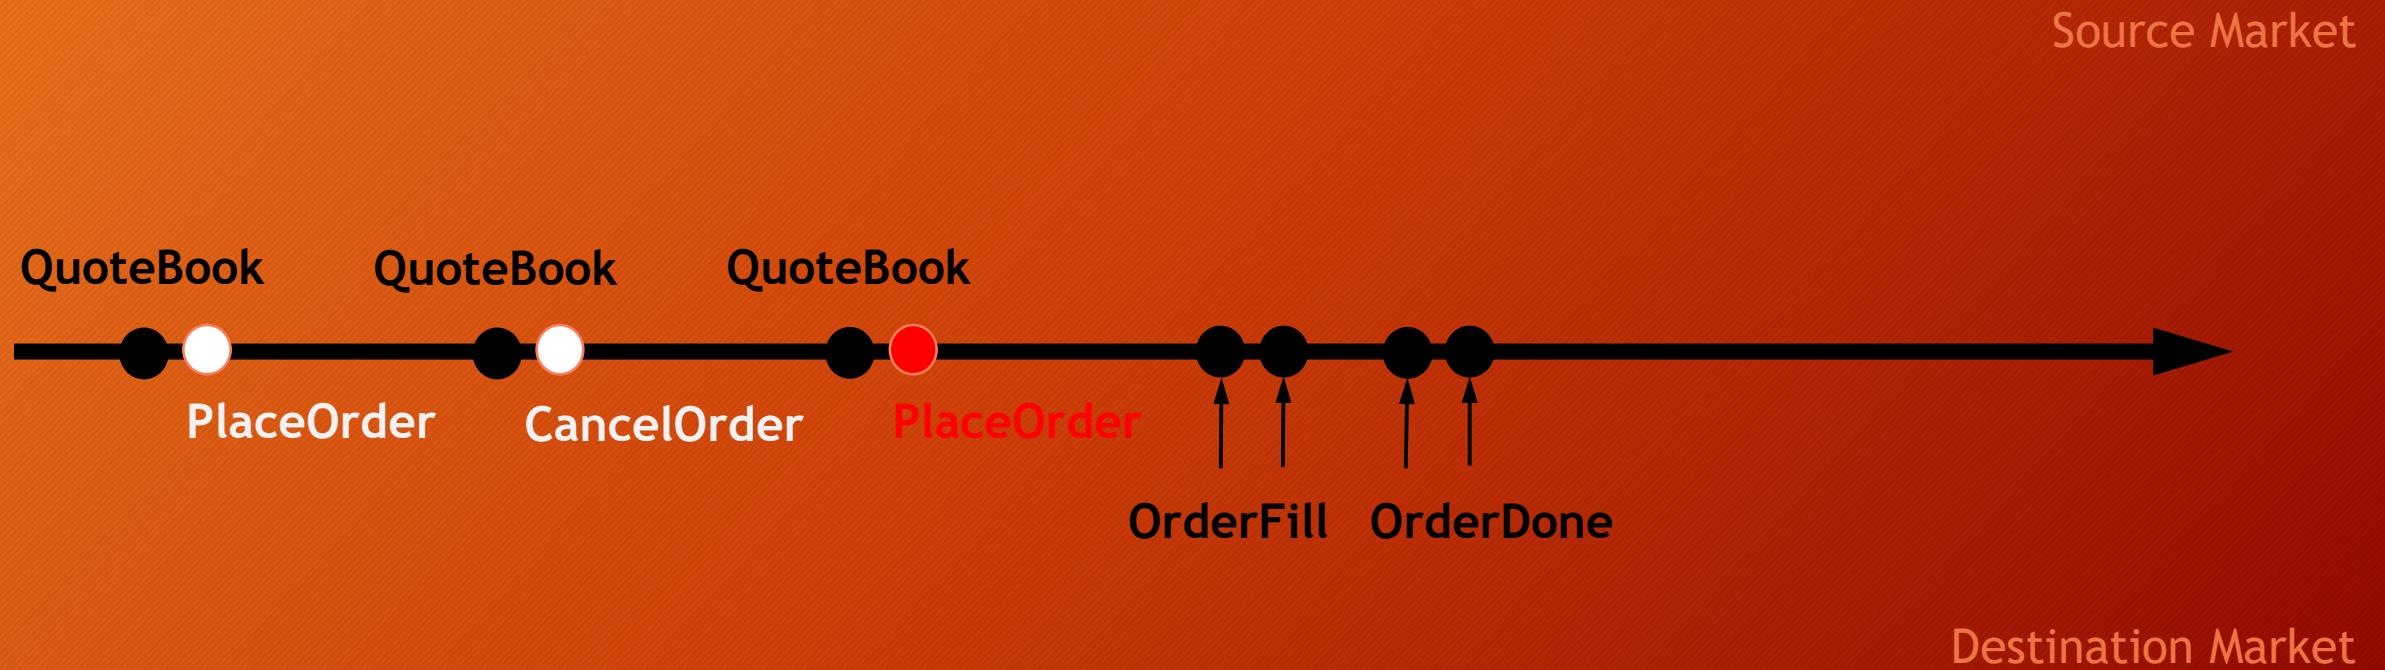 Source Market
QuoteBook
QuoteBook
QuoteBook
PlaceOrder
CancelOrder
PlaceOrder
OrderFill
OrderDone
Destination Market